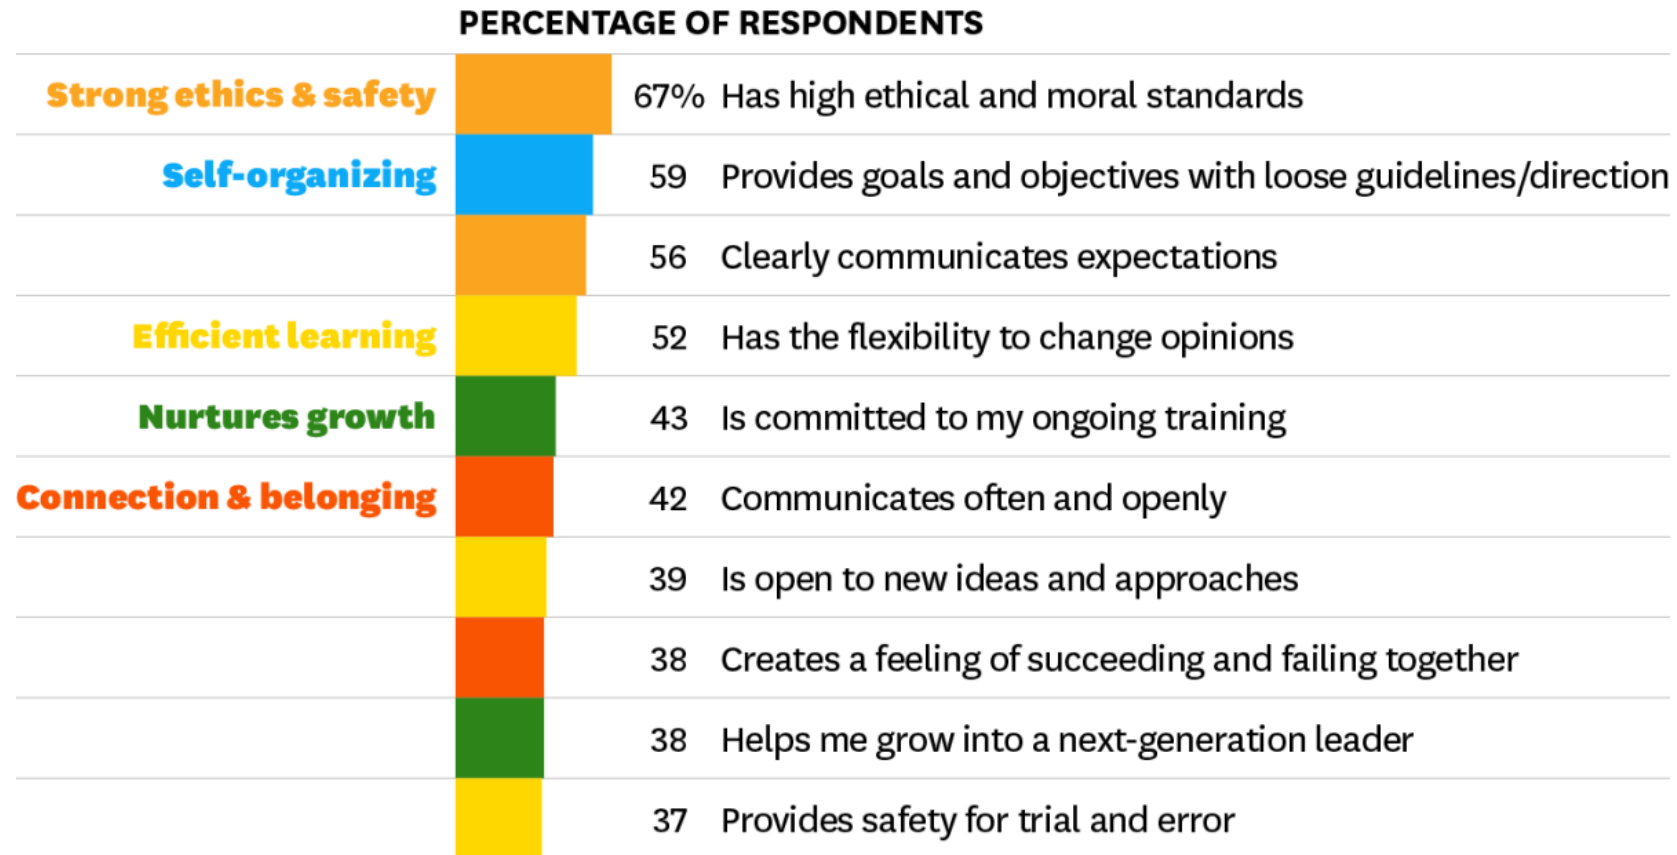 PERCENTAGE OF RESPONDENTS
Strong ethics & safety 67% Has high ethical and moral standards
Self-organizing 59 Provides goals and objectives with loose guidelines/direction
56 Clearly communicates expectations
Efficient learning 52 Has the flexibility to change opinions
Nurtures growth 43 Is committed to my ongoing training
Connection & belonging 42 Communicates often and openly
39 Is open to new ideas and approaches
38 Creates a feeling of succeeding and failing together
38 Helps me grow into a next-generation leader
37 Provides safety for trial and error